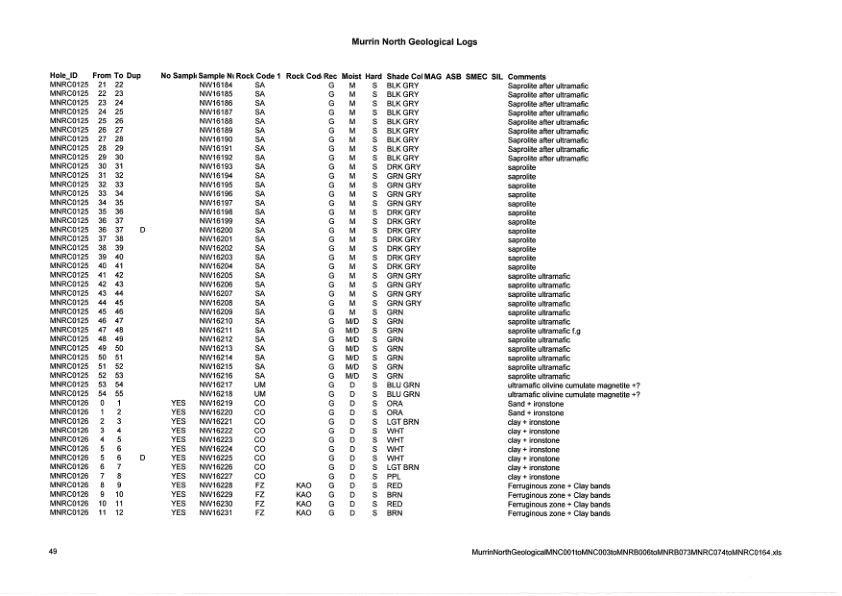 Murrin North Geological Logs
Hole_ID From To Dup No Sampl Sample N Rock Code 1 Rock Cod Rec Moist Hard Shade Col MAG ASB SMEC SIL Comments
MNRC0125 21 22 NW16184 SA G M S BLK GRY Saprolite after ultramafic
MNRC0125 22 23 NW16185 SA G M S BLK GRY Saprolite after ultramafic
MNRC0125 23 24 NW16186 SA G M S BLK GRY Saprolite after ultramafic
MNRC0125 24 25 NW16187 SA G M S BLK GRY Saprolite after ultramafic
MNRC0125 25 26 NW16188 SA G M S BLK GRY Saprolite after ultramafic
MNRC0125 26 27 NW16189 SA G M S BLK GRY Saprolite after ultramafic
MNRC0125 27 28 NW16190 SA G M S BLK GRY Saprolite after ultramafic
MNRC0125 28 29 NW16191 SA G M S BLK GRY Saprolite after ultramafic
MNRC0125 29 30 NW16192 SA G M S BLK GRY Saprolite after ultramafic
MNRC0125 30 31 NW16193 SA G M S DRK GRY saprolite
MNRC0125 31 32 NW16194 SA G M S GRN GRY saprolite
MNRC0125 32 33 NW16195 SA G M S GRN GRY saprolite
MNRC0125 33 34 NW16196 SA G M S GRN GRY saprolite
MNRC0125 34 35 NW16197 SA G M S GRN GRY saprolite
MNRC0125 35 36 NW16198 SA G M S DRK GRY saprolite
MNRC0125 36 37 NW16199 SA G M S DRK GRY saprolite
MNRC0125 36 37 D NW16200 SA G M S DRK GRY saprolite
MNRC0125 37 38 NW16201 SA G M S DRK GRY saprolite
MNRC0125 38 39 NW16202 SA G M S DRK GRY saprolite
MNRC0125 39 40 NW16203 SA G M S DRK GRY saprolite
MNRC0125 40 41 NW16204 SA G M S DRK GRY saprolite
MNRC0125 41 42 NW16205 SA G M S GRN GRY saprolite ultramafic
MNRC0125 42 43 NW16206 SA G M S GRN GRY saprolite ultramafic
MNRC0125 43 44 NW16207 SA G M S GRN GRY saprolite ultramafic
MNRC0125 44 45 NW16208 SA G M S GRN GRY saprolite ultramafic
MNRC0125 45 46 NW16209 SA G M S GRN saprolite ultramafic
MNRC0125 46 47 NW16210 SA G M/D S GRN saprolite ultramafic
MNRC0125 47 48 NW16211 SA G M/D S GRN saprolite ultramafic f.g
MNRC0125 48 49 NW16212 SA G M/D S GRN saprolite ultramafic
MNRC0125 49 50 NW16213 SA G M/D S GRN saprolite ultramafic
MNRC0125 50 51 NW16214 SA G M/D S GRN saprolite ultramafic
MNRC0125 51 52 NW16215 SA G M/D S GRN saprolite ultramafic
MNRC0125 52 53 NW16216 SA G M/D S GRN saprolite ultramafic
MNRC0125 53 54 NW16217 UM G D S BLU GRN ultramafic olivine cumulate magnetite +?
MNRC0125 54 55 NW16218 UM G D S BLU GRN ultramafic olivine cumulate magnetite +?
MNRC0126 0 1 YES NW16219 CO G D S ORA Sand + ironstone
MNRC0126 1 2 YES NW16220 CO G D S ORA Sand + ironstone
MNRC0126 2 3 YES NW16221 CO G D S LGT BRN clay + ironstone
MNRC0126 3 4 YES NW16222 CO G D S WHT clay + ironstone
MNRC0126 4 5 YES NW16223 CO G D S WHT clay + ironstone
MNRC0126 5 6 YES NW16224 CO G D S WHT clay + ironstone
MNRC0126 5 6 D YES NW16225 CO G D S WHT clay + ironstone
MNRC0126 6 7 YES NW16226 CO G D S LGT BRN clay + ironstone
MNRC0126 7 8 YES NW16227 CO G D S PPL clay + ironstone
MNRC0126 8 9 YES NW16228 FZ KAO G D S RED Ferruginous zone + Clay bands
MNRC0126 9 10 YES NW16229 FZ KAO G D S BRN Ferruginous zone + Clay bands
MNRC0126 10 11 YES NW16230 FZ KAO G D S RED Ferruginous zone + Clay bands
MNRC0126 11 12 YES NW16231 FZ KAO G D S BRN Ferruginous zone + Clay bands
49 MurrinNorthGeologicalMNC001toMNC003toMNRB006toMNRB073MNRC074toMNRC0164.xls